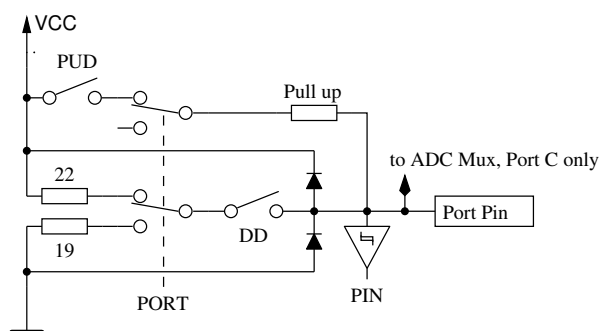 VCC
PUD
Pull up
to ADC Mux, Port C only
22
Port Pin
19
DD
PIN
PORT